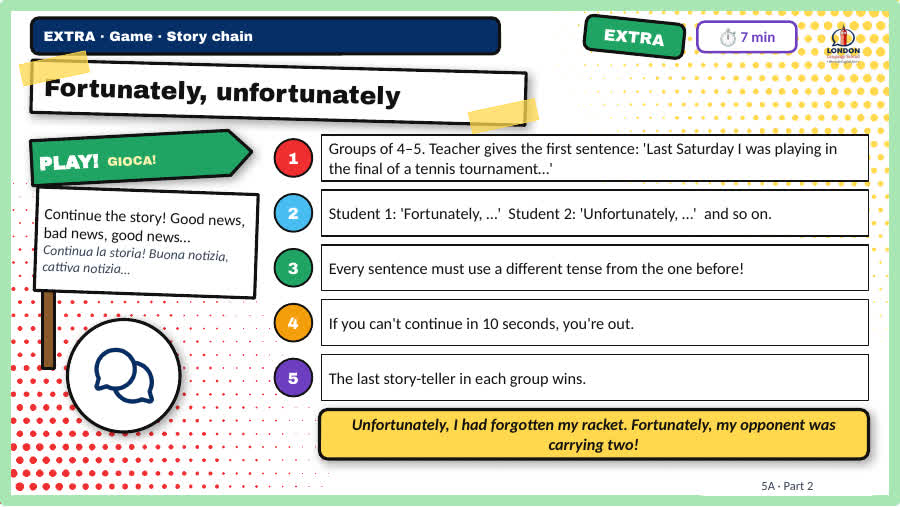 EXTRA · Game · Story chain
EXTRA
7 min
LONDON
Fortunately, unfortunately
PLAY! GIOCA!
Continue the story! Good news,
bad news, good news...
Continua la storia! Buona notizia,
cattiva notizia...
1
Groups of 4–5. Teacher gives the first sentence: 'Last Saturday I was playing in
the final of a tennis tournament...'
2
Student 1: 'Fortunately, ...' Student 2: 'Unfortunately, ...' and so on.
3
Every sentence must use a different tense from the one before!
4
If you can't continue in 10 seconds, you're out.
5
The last story-teller in each group wins.
Unfortunately, I had forgotten my racket. Fortunately, my opponent was
carrying two!
5A · Part 2